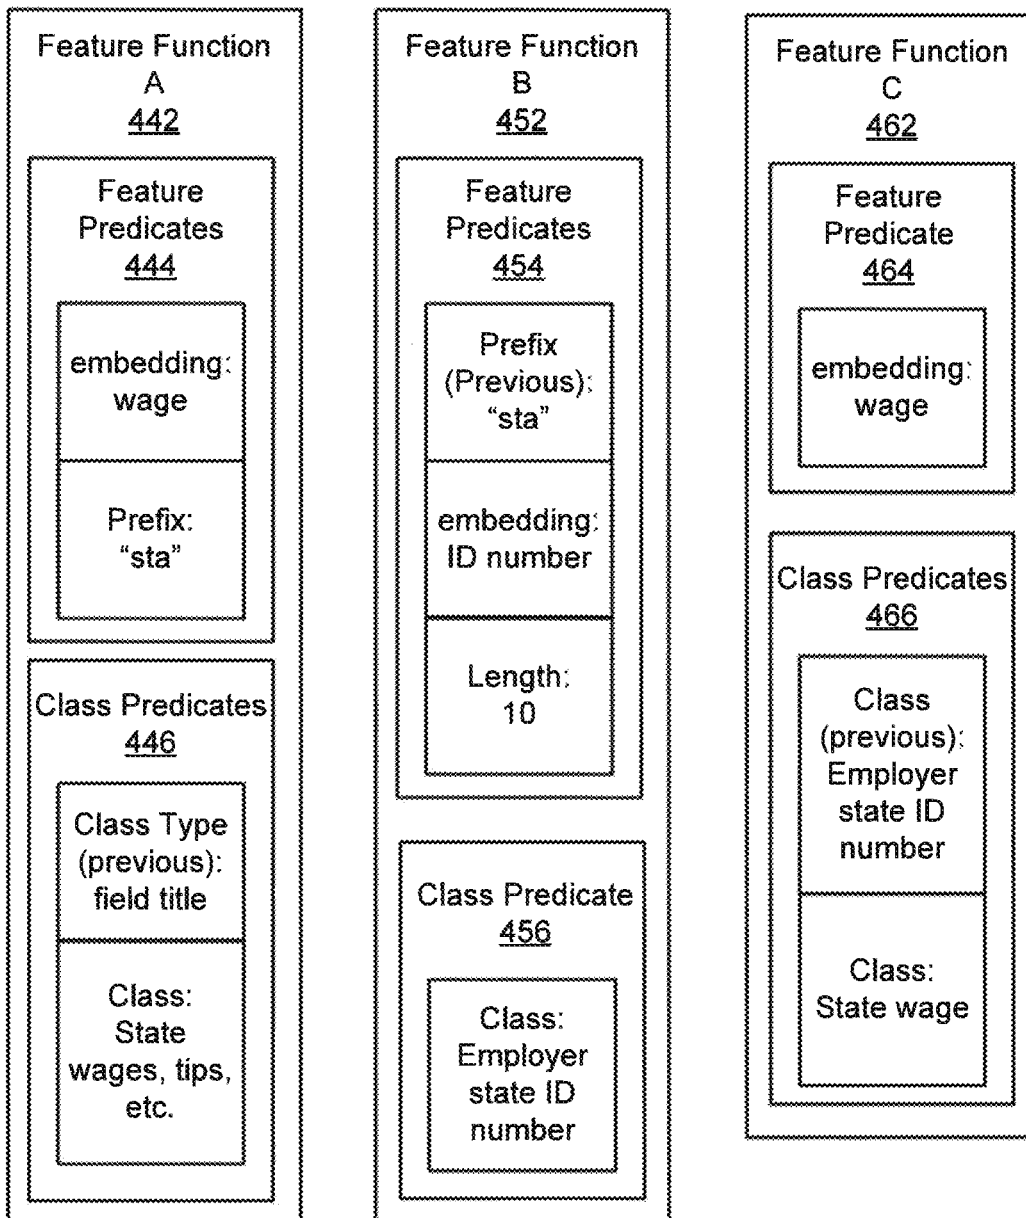 Feature Function
A
442
Feature
Predicates
444
embedding:
wage
Prefix:
“sta”
Class Predicates
446
Class Type
(previous):
field title
Class:
State
wages, tips,
etc.
Feature Function
B
452
Feature
Predicates
454
Prefix
(Previous):
“sta”
embedding:
ID number
Length:
10
Class Predicate
456
Class:
Employer
state ID
number
Feature Function
C
462
Feature
Predicate
464
embedding:
wage
Class Predicates
466
Class
(previous):
Employer
state ID
number
Class:
State wage